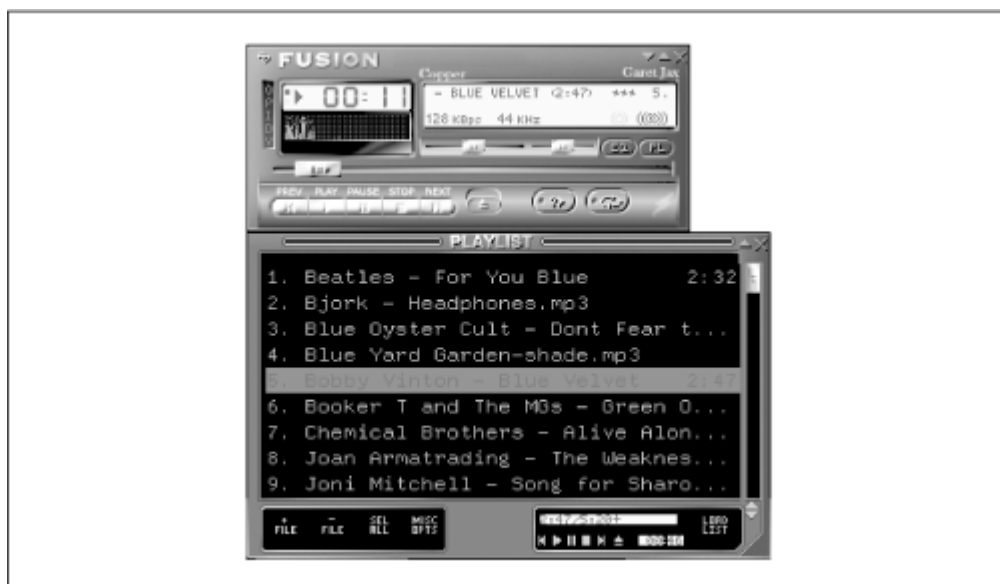 FUSION
Copper Garet Jax
00:11
- BLUE VELVET (2:47) *** 5.
128 KBps 44 KHz
EQ PL
PREV PLAY PAUSE STOP NEXT
PLAYLIST
1. Beatles - For You Blue 2:32
2. Bjork - Headphones.mp3
3. Blue Oyster Cult - Dont Fear t...
4. Blue Yard Garden-shade.mp3
5. Bobby Vinton - Blue Velvet 2:47
6. Booker T and The MGs - Green O...
7. Chemical Brothers - Alive Alon...
8. Joan Armatrading - The Weaknes...
9. Joni Mitchell - Song for Sharo...
+ FILE - FILE SEL ALL MISC OPTS
LOAD LIST